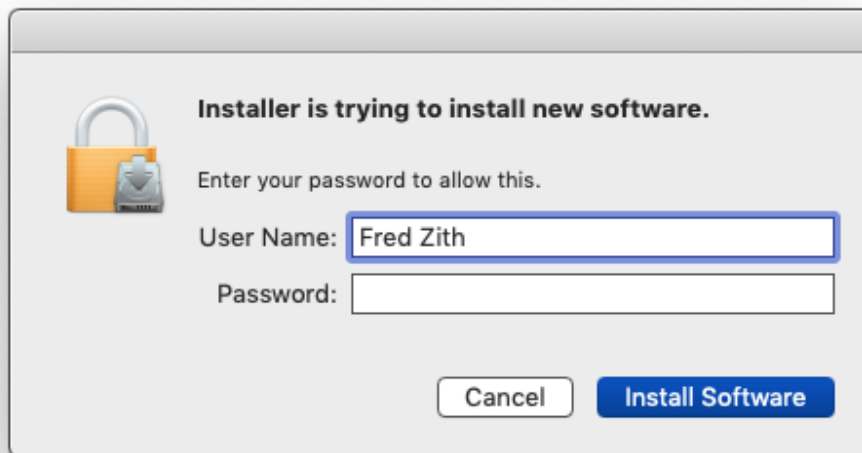 Installer is trying to install new software.
Enter your password to allow this.
User Name: Fred Zith
Password:
Cancel Install Software